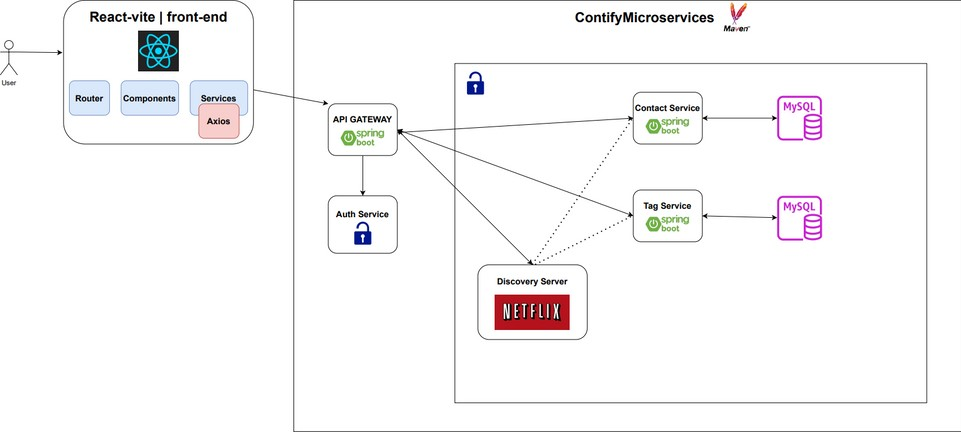 React-vite | front-end
ContifyMicroservices
Maven™
User
Router
Components
Services
Axios
API GATEWAY
spring
boot
Contact Service
spring
boot
MySQL
Auth Service
Tag Service
spring
boot
MySQL
Discovery Server
NETFLIX